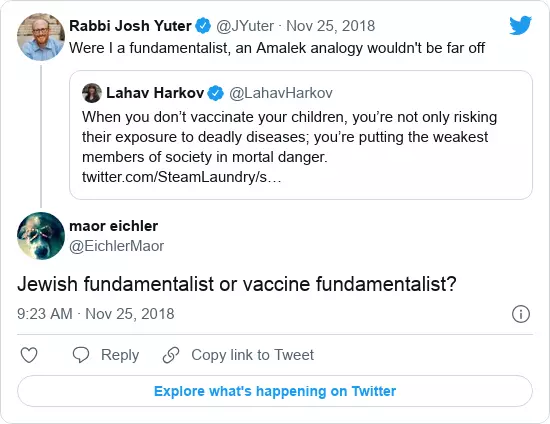 Rabbi Josh Yuter @JYuter · Nov 25, 2018
Were I a fundamentalist, an Amalek analogy wouldn't be far off
Lahav Harkov @LahavHarkov
When you don’t vaccinate your children, you’re not only risking
their exposure to deadly diseases; you’re putting the weakest
members of society in mortal danger.
twitter.com/SteamLaundry/s…
maor eichler
@EichlerMaor
Jewish fundamentalist or vaccine fundamentalist?
9:23 AM · Nov 25, 2018
Reply Copy link to Tweet
Explore what's happening on Twitter